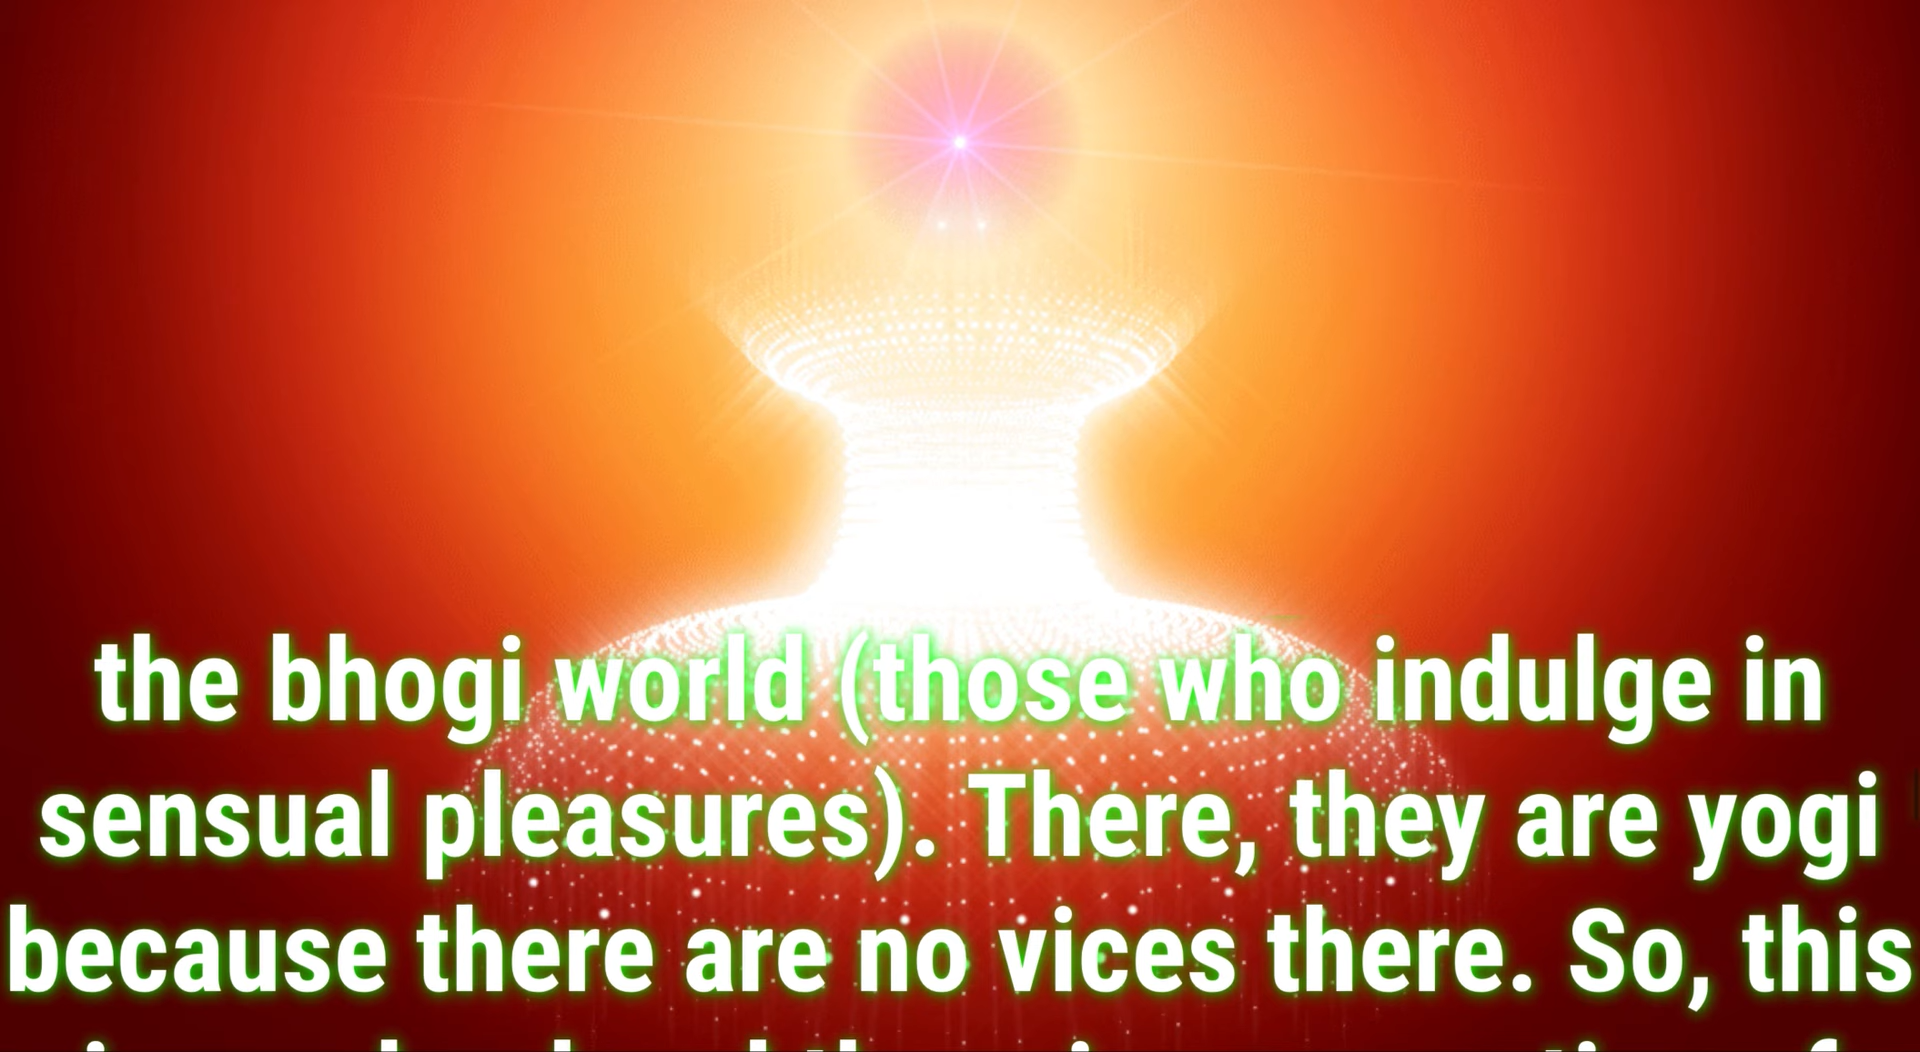 the bhogi world (those who indulge in
sensual pleasures). There, they are yogi
because there are no vices there. So, this